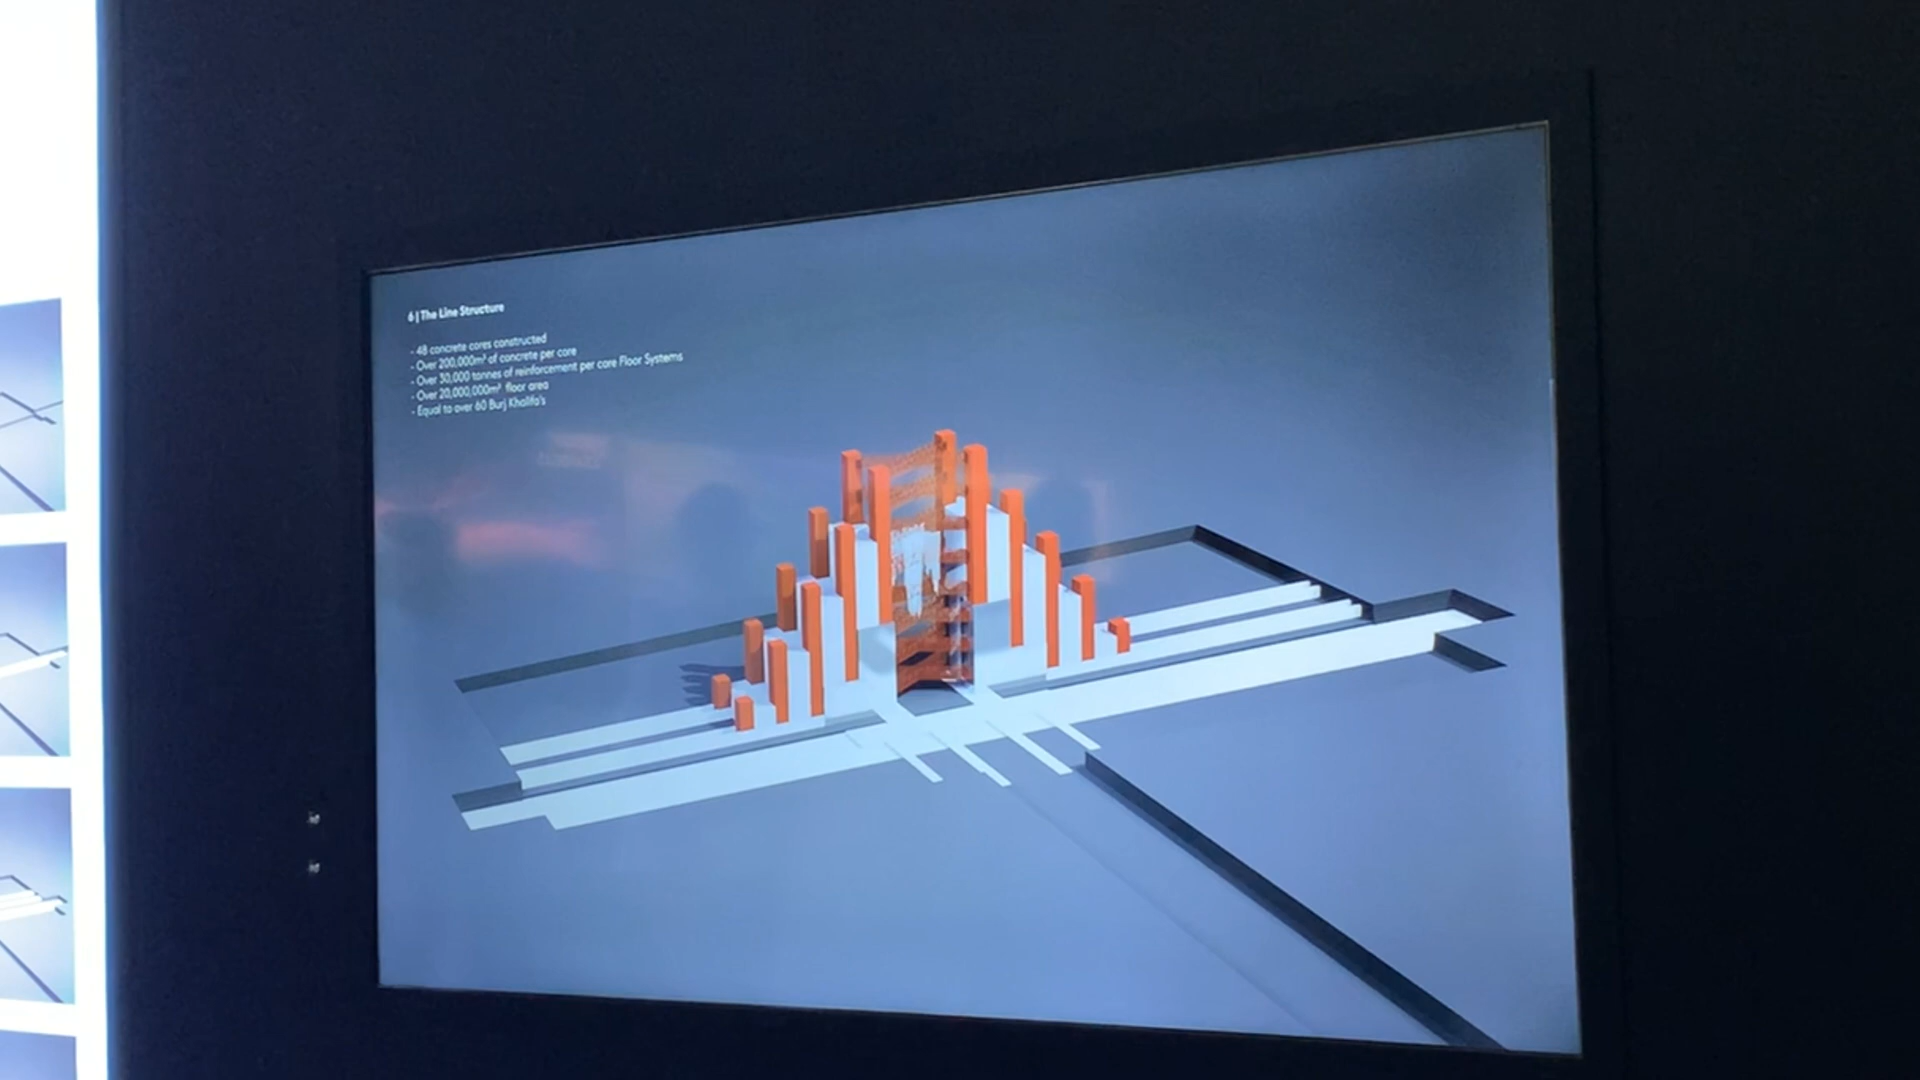 6 | The Line Structure
- 48 concrete cores constructed
- Over 200,000m³ of concrete per core
- Over 30,000 tonnes of reinforcement per core Floor Systems
- Over 20,000,000m² floor area
- Equal to over 60 Burj Khalifa's